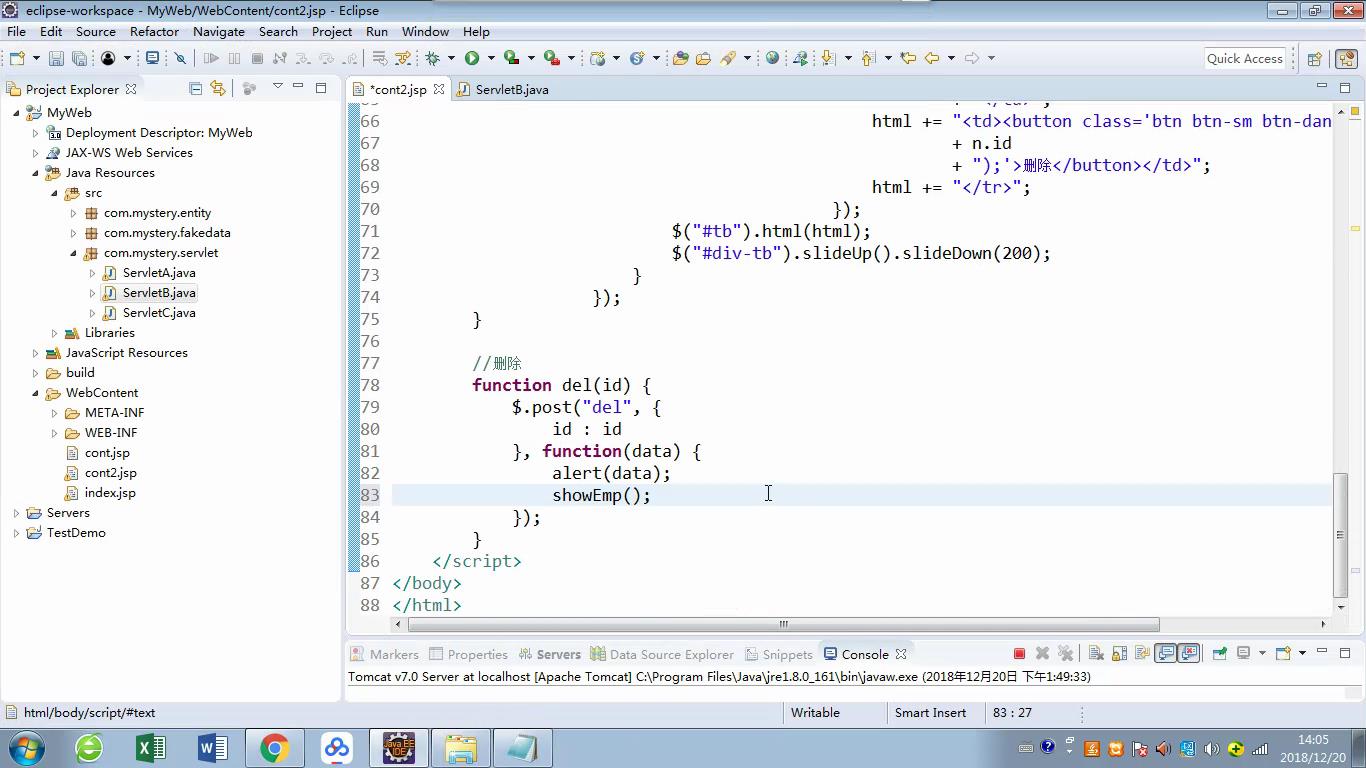 eclipse-workspace - MyWeb/WebContent/cont2.jsp - Eclipse
File Edit Source Refactor Navigate Search Project Run Window Help
Quick Access
Project Explorer
*cont2.jsp ServletB.java
MyWeb
Deployment Descriptor: MyWeb
JAX-WS Web Services
Java Resources
src
com.mystery.entity
com.mystery.fakedata
com.mystery.servlet
ServletA.java
ServletB.java
ServletC.java
Libraries
JavaScript Resources
build
WebContent
META-INF
WEB-INF
cont.jsp
cont2.jsp
index.jsp
Servers
TestDemo
66 html += "<td><button class='btn btn-sm btn-dan
67 + n.id
68 + ");'>删除</button></td>";
69 html += "</tr>";
70 });
71 $("#tb").html(html);
72 $("#div-tb").slideUp().slideDown(200);
73 }
74 });
75 }
76
77 //删除
78 function del(id) {
79 $.post("del", {
80 id : id
81 }, function(data) {
82 alert(data);
83 showEmp();
84 });
85 }
86 </script>
87 </body>
88 </html>
Markers Properties Servers Data Source Explorer Snippets Console
Tomcat v7.0 Server at localhost [Apache Tomcat] C:\Program Files\Java\jre1.8.0_161\bin\javaw.exe (2018年12月20日 下午1:49:33)
html/body/script/#text Writable Smart Insert 83 : 27
Java EE
IDE
14:05
2018/12/20